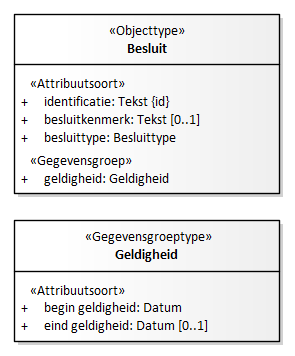 «Objecttype»
Besluit
«Attribuutsoort»
+ identificatie: Tekst {id}
+ besluitkenmerk: Tekst [0..1]
+ besluittype: Besluittype
«Gegevensgroep»
+ geldigheid: Geldigheid
«Gegevensgroeptype»
Geldigheid
«Attribuutsoort»
+ begin geldigheid: Datum
+ eind geldigheid: Datum [0..1]